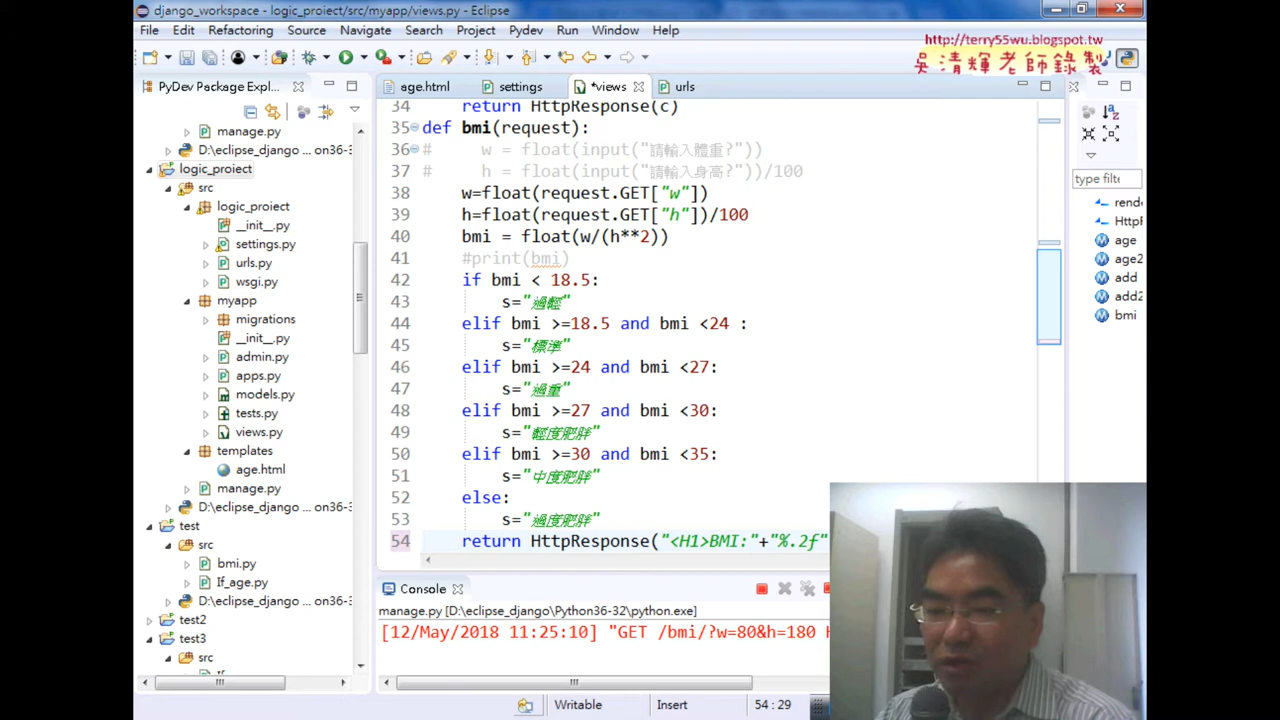 django_workspace - logic_proiect/src/myapp/views.py - Eclipse
File Edit Refactoring Source Navigate Search Project Pydev Run Window Help
http://terry55wu.blogspot.tw
吳清輝老師錄製
PyDev Package Expl...
age.html
settings
*views
urls
manage.py
D:\eclipse_django ... on36-3
logic_proiect
src
logic_proiect
__init__.py
settings.py
urls.py
wsgi.py
myapp
migrations
__init__.py
admin.py
apps.py
models.py
tests.py
views.py
templates
age.html
manage.py
D:\eclipse_django ... on36-3
test
src
bmi.py
If_age.py
D:\eclipse_django ... on36-3
test2
test3
src
34 return HttpResponse(c)
35 def bmi(request):
36 # w = float(input("請輸入體重?"))
37 # h = float(input("請輸入身高?"))/100
38 w=float(request.GET["w"])
39 h=float(request.GET["h"])/100
40 bmi = float(w/(h**2))
41 #print(bmi)
42 if bmi < 18.5:
43 s="過輕"
44 elif bmi >=18.5 and bmi <24 :
45 s="標準"
46 elif bmi >=24 and bmi <27:
47 s="過重"
48 elif bmi >=27 and bmi <30:
49 s="輕度肥胖"
50 elif bmi >=30 and bmi <35:
51 s="中度肥胖"
52 else:
53 s="過度肥胖"
54 return HttpResponse("<H1>BMI:"+"%.2f"
type filte
rende
HttpR
age
age2
add
add2
bmi
Console
manage.py [D:\eclipse_django\Python36-32\python.exe]
[12/May/2018 11:25:10] "GET /bmi/?w=80&h=180 H
Writable Insert 54 : 29